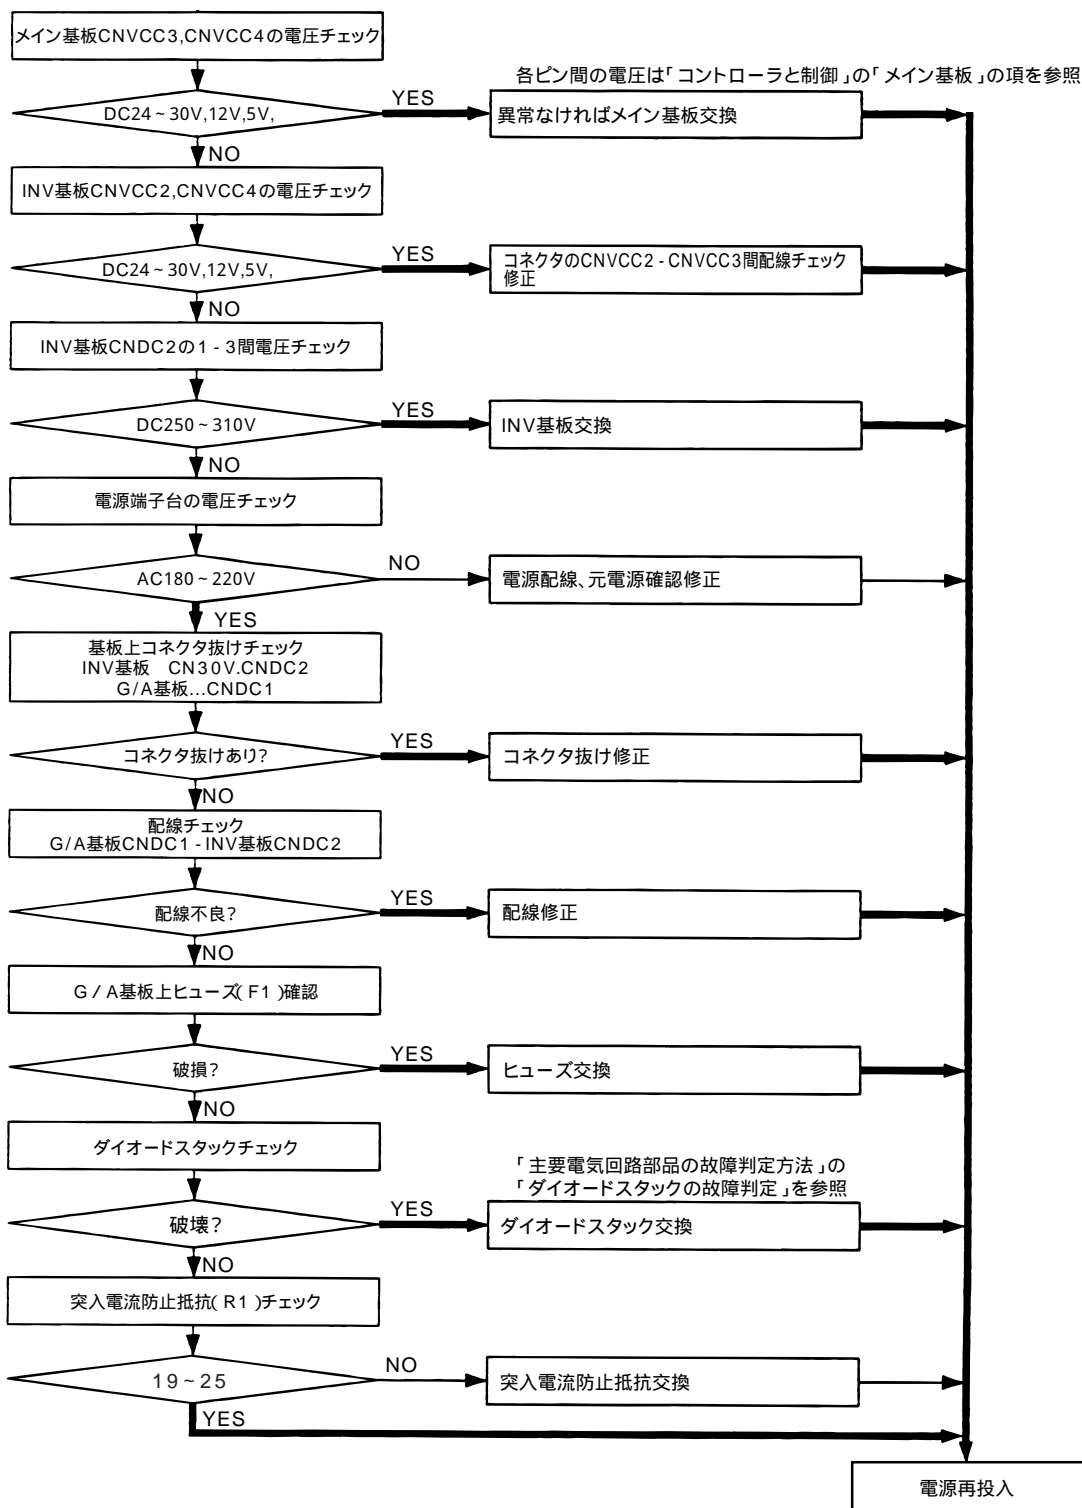 メイン基板CNVCC3,CNVCC4の電圧チェック
各ピン間の電圧は「コントローラと制御」の「メイン基板」の項を参照
DC24~30V,12V,5V,
YES
異常なければメイン基板交換
NO
INV基板CNVCC2,CNVCC4の電圧チェック
DC24~30V,12V,5V,
YES
コネクタのCNVCC2-CNVCC3間配線チェック
修正
NO
INV基板CNDC2の1-3間電圧チェック
DC250~310V
YES
INV基板交換
NO
電源端子台の電圧チェック
AC180~220V
NO
電源配線、元電源確認修正
YES
基板上コネクタ抜けチェック
INV基板 CN30V.CNDC2
G/A基板...CNDC1
コネクタ抜けあり?
YES
コネクタ抜け修正
NO
配線チェック
G/A基板CNDC1-INV基板CNDC2
配線不良?
YES
配線修正
NO
G/A基板上ヒューズ(F1)確認
破損?
YES
ヒューズ交換
NO
ダイオードスタックチェック
「主要電気回路部品の故障判定方法」の
「ダイオードスタックの故障判定」を参照
破壊?
YES
ダイオードスタック交換
NO
突入電流防止抵抗(R1)チェック
19~25
NO
突入電流防止抵抗交換
YES
電源再投入